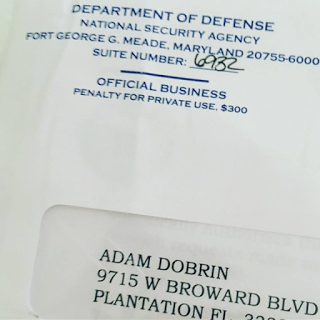 DEPARTMENT OF DEFENSE
NATIONAL SECURITY AGENCY
FORT GEORGE G. MEADE, MARYLAND 20755-6000
SUITE NUMBER: 6932
OFFICIAL BUSINESS
PENALTY FOR PRIVATE USE. $300
ADAM DOBRIN
9715 W BROWARD BLVD
PLANTATION FL.